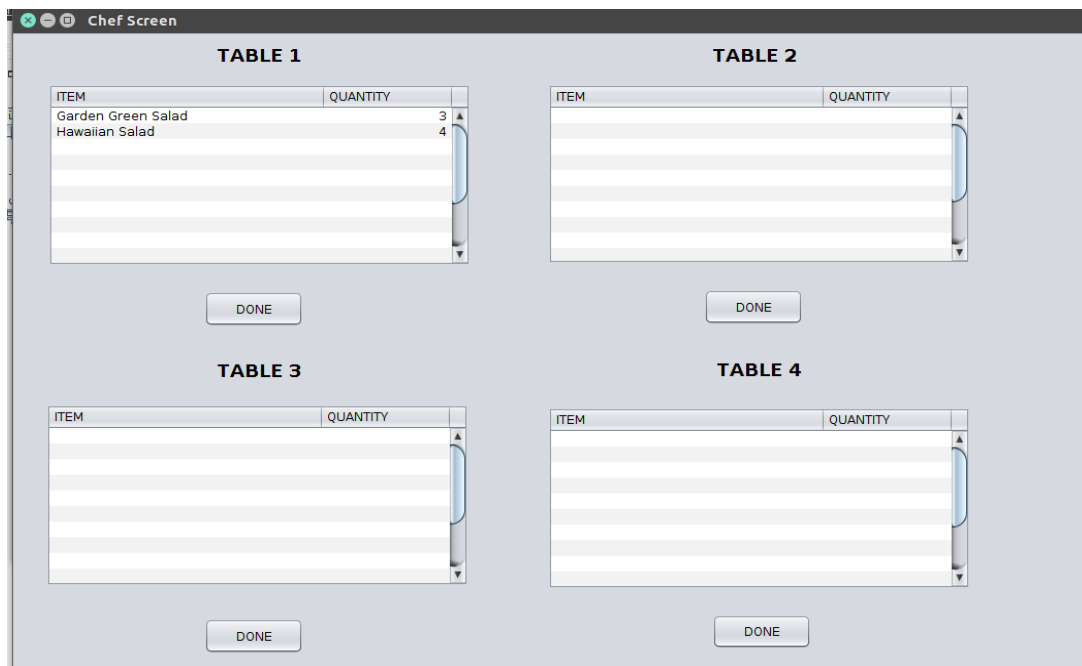 Chef Screen
TABLE 1
ITEM QUANTITY
Garden Green Salad 3
Hawaiian Salad 4
DONE
TABLE 2
ITEM QUANTITY
DONE
TABLE 3
ITEM QUANTITY
DONE
TABLE 4
ITEM QUANTITY
DONE